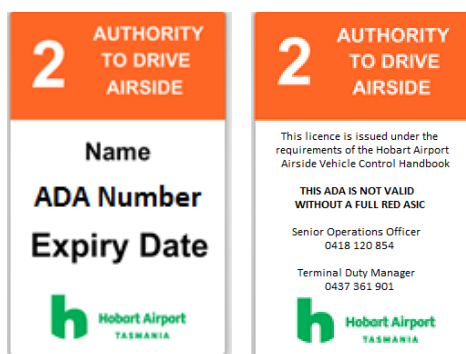 2
AUTHORITY
TO DRIVE
AIRSIDE
Name
ADA Number
Expiry Date
h Hobart Airport
TASMANIA
2
AUTHORITY
TO DRIVE
AIRSIDE
This licence is issued under the
requirements of the Hobart Airport
Airside Vehicle Control Handbook
THIS ADA IS NOT VALID
WITHOUT A FULL RED ASIC
Senior Operations Officer
0418 120 854
Terminal Duty Manager
0437 361 901
h Hobart Airport
TASMANIA